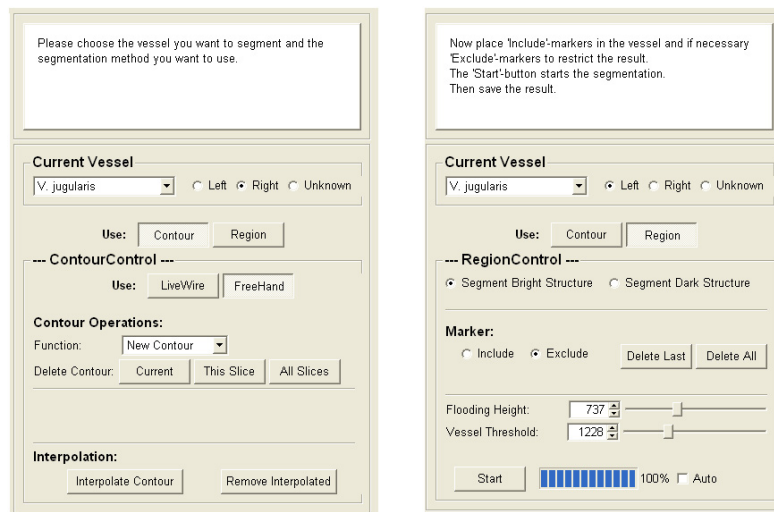 Please choose the vessel you want to segment and the
segmentation method you want to use.
Current Vessel
V. jugularis Left Right Unknown
Use: Contour Region
--- ContourControl ---
Use: LiveWire FreeHand
Contour Operations:
Function: New Contour
Delete Contour: Current This Slice All Slices
Interpolation:
Interpolate Contour Remove Interpolated
Now place 'Include'-markers in the vessel and if necessary
'Exclude'-markers to restrict the result.
The 'Start'-button starts the segmentation.
Then save the result.
Current Vessel
V. jugularis Left Right Unknown
Use: Contour Region
--- RegionControl ---
Segment Bright Structure Segment Dark Structure
Marker:
Include Exclude Delete Last Delete All
Flooding Height: 737
Vessel Threshold: 1228
Start 100% Auto